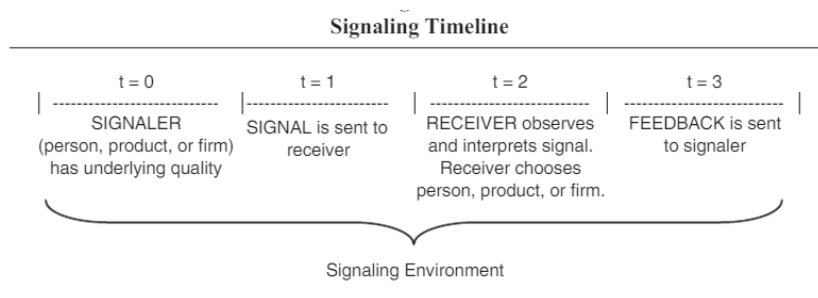 Signaling Timeline
t = 0
t = 1
t = 2
t = 3
SIGNALER
(person, product, or firm)
has underlying quality
SIGNAL is sent to
receiver
RECEIVER observes
and interprets signal.
Receiver chooses
person, product, or firm.
FEEDBACK is sent
to signaler
Signaling Environment